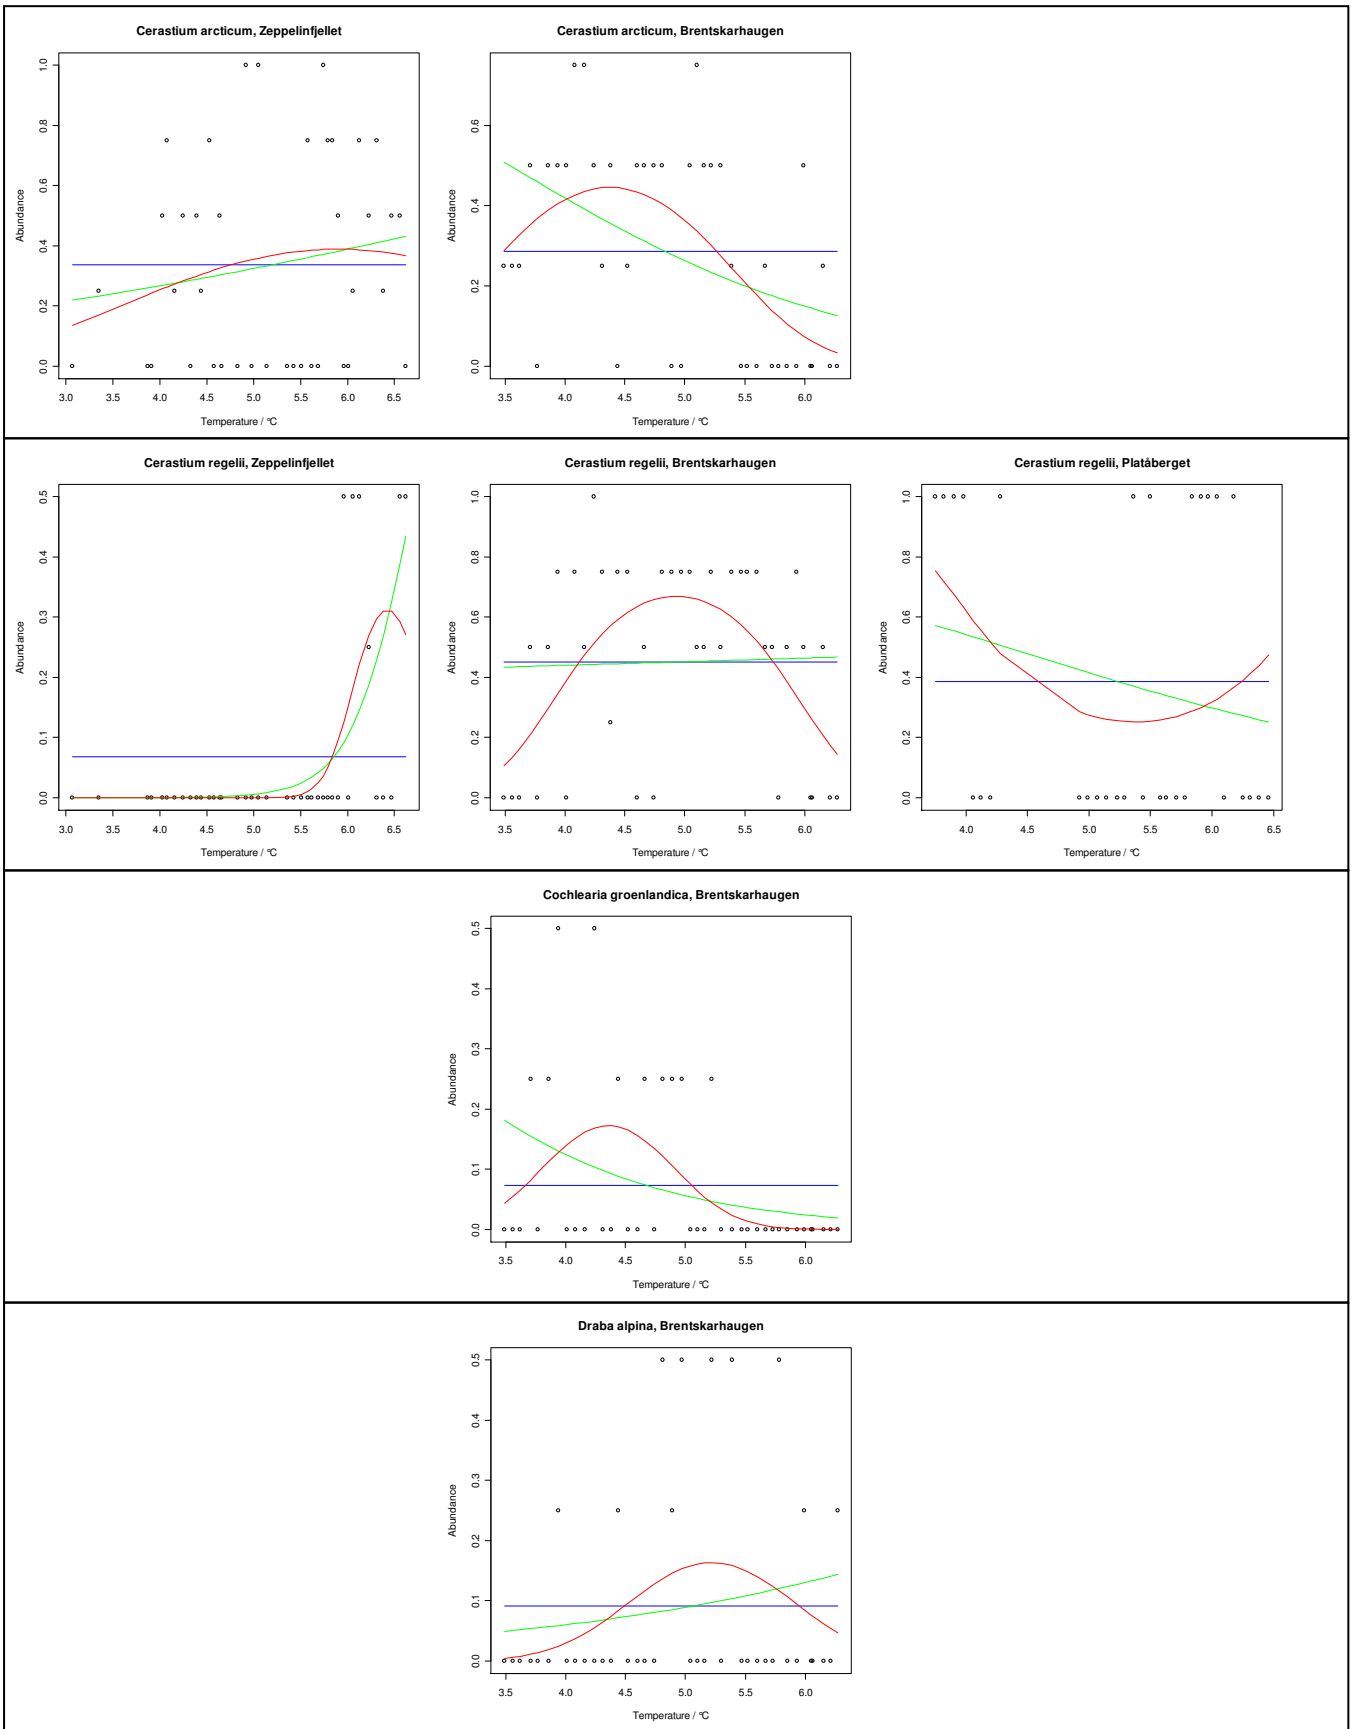 Cerastium arcticum, Zeppelinfjellet
Abundance
1.0
0.8
0.6
0.4
0.2
0.0
3.0 3.5 4.0 4.5 5.0 5.5 6.0 6.5
Temperature / °C
Cerastium arcticum, Brentskarhaugen
Abundance
0.6
0.4
0.2
0.0
3.5 4.0 4.5 5.0 5.5 6.0
Temperature / °C
Cerastium regelii, Zeppelinfjellet
Abundance
0.5
0.4
0.3
0.2
0.1
0.0
3.0 3.5 4.0 4.5 5.0 5.5 6.0 6.5
Temperature / °C
Cerastium regelii, Brentskarhaugen
Abundance
1.0
0.8
0.6
0.4
0.2
0.0
3.5 4.0 4.5 5.0 5.5 6.0
Temperature / °C
Cerastium regelii, Platåberget
Abundance
1.0
0.8
0.6
0.4
0.2
0.0
4.0 4.5 5.0 5.5 6.0 6.5
Temperature / °C
Cochlearia groenlandica, Brentskarhaugen
Abundance
0.5
0.4
0.3
0.2
0.1
0.0
3.5 4.0 4.5 5.0 5.5 6.0
Temperature / °C
Draba alpina, Brentskarhaugen
Abundance
0.5
0.4
0.3
0.2
0.1
0.0
3.5 4.0 4.5 5.0 5.5 6.0
Temperature / °C